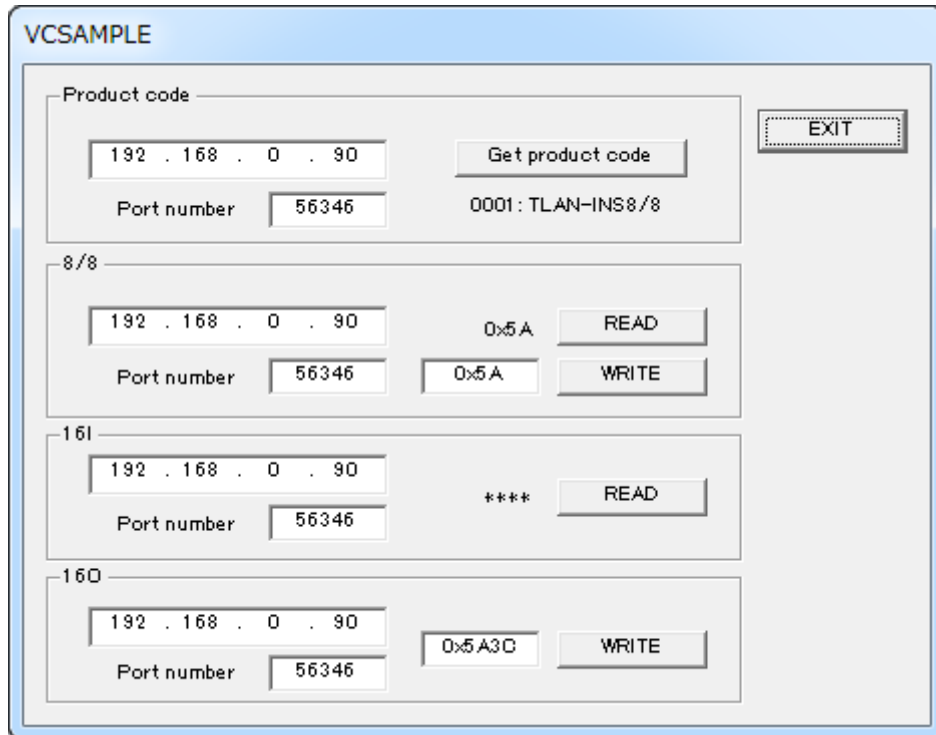 VCSAMPLE
Product code
EXIT
192 . 168 . 0 . 90
Get product code
Port number
56346
0001:TLAN-INS8/8
8/8
192 . 168 . 0 . 90
0x5A
READ
Port number
56346
0x5A
WRITE
16I
192 . 168 . 0 . 90
****
READ
Port number
56346
16O
192 . 168 . 0 . 90
0x5A3C
WRITE
Port number
56346